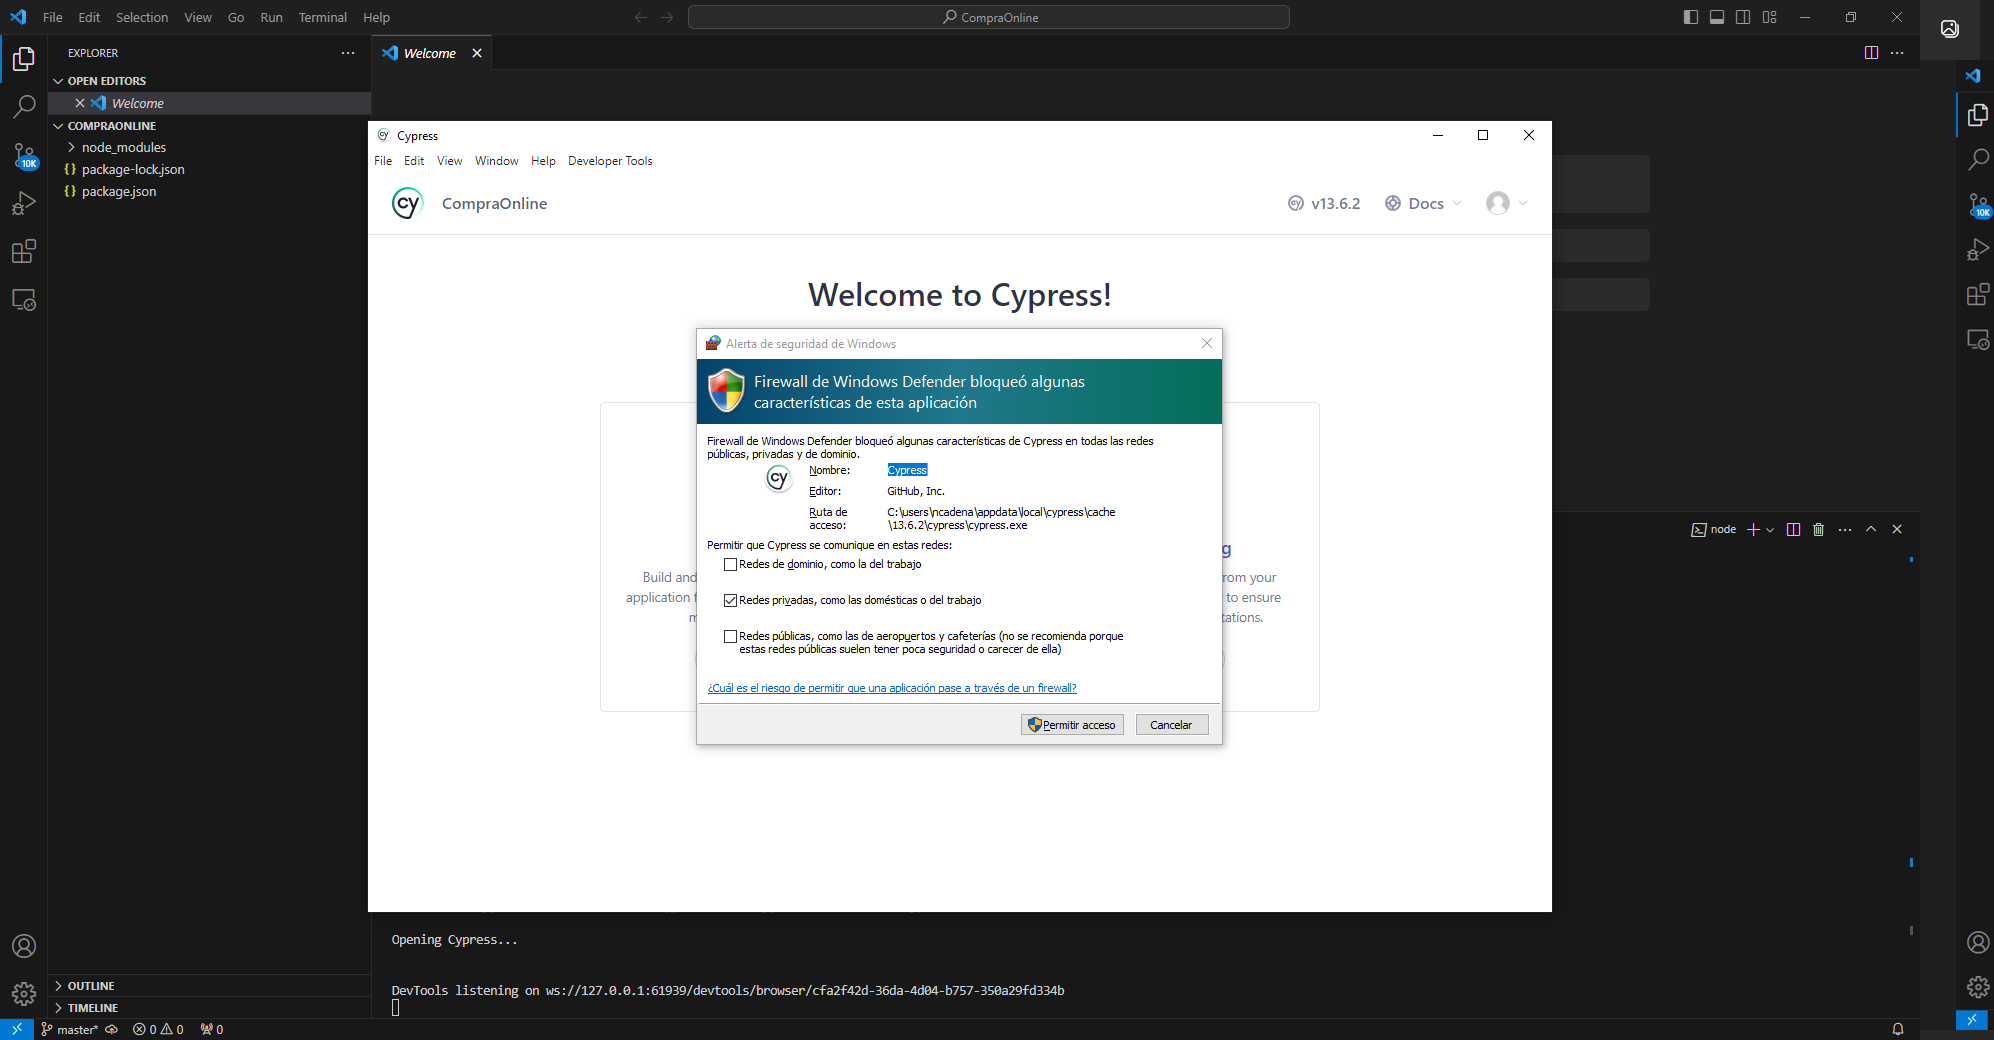 File Edit Selection View Go Run Terminal Help
CompraOnline
EXPLORER
Welcome
OPEN EDITORS
Welcome
COMPRAONLINE
node_modules
package-lock.json
package.json
10K
10K
Cypress
File Edit View Window Help Developer Tools
cy CompraOnline
v13.6.2 Docs
Welcome to Cypress!
Alerta de seguridad de Windows
Firewall de Windows Defender bloqueó algunas
características de esta aplicación
Firewall de Windows Defender bloqueó algunas características de Cypress en todas las redes
públicas, privadas y de dominio.
cy
Nombre: Cypress
Editor: GitHub, Inc.
Ruta de acceso: C:\users\ncadena\appdata\local\cypress\cache
\13.6.2\cypress\cypress.exe
Permitir que Cypress se comunique en estas redes:
Redes de dominio, como la del trabajo
Redes privadas, como las domésticas o del trabajo
Redes públicas, como las de aeropuertos y cafeterías (no se recomienda porque
estas redes públicas suelen tener poca seguridad o carecer de ella)
¿Cuál es el riesgo de permitir que una aplicación pase a través de un firewall?
Permitir acceso Cancelar
g
Build and
application f
m
rom your
to ensure
tations.
node
Opening Cypress...
DevTools listening on ws://127.0.0.1:61939/devtools/browser/cfa2f42d-36da-4d04-b757-350a29fd334b
OUTLINE
TIMELINE
master* 0 0 0